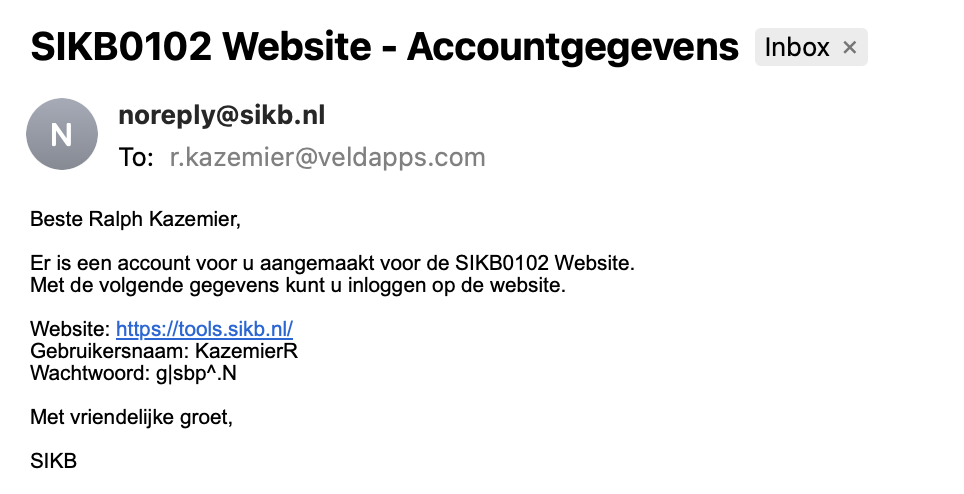 SIKB0102 Website - Accountgegevens Inbox ×
N
noreply@sikb.nl
To: r.kazemier@veldapps.com
Beste Ralph Kazemier,
Er is een account voor u aangemaakt voor de SIKB0102 Website.
Met de volgende gegevens kunt u inloggen op de website.
Website: https://tools.sikb.nl/
Gebruikersnaam: KazemierR
Wachtwoord: g|sbp^.N
Met vriendelijke groet,
SIKB